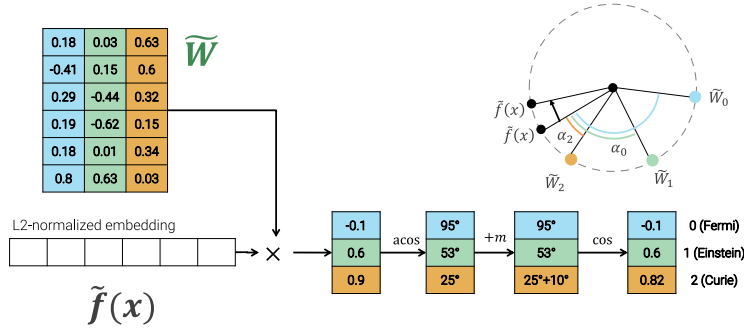 0.18 0.03 0.63
-0.41 0.15 0.6
0.29 -0.44 0.32
0.19 -0.62 0.15
0.18 0.01 0.34
0.8 0.63 0.03
W̃
f̃(x)
f̃(x)
α₂
α₀
W̃₀
W̃₁
W̃₂
L2-normalized embedding
×
f̃(x)
-0.1
0.6
0.9
acos
95°
53°
25°
+m
95°
53°
25°+10°
cos
-0.1
0.6
0.82
0 (Fermi)
1 (Einstein)
2 (Curie)